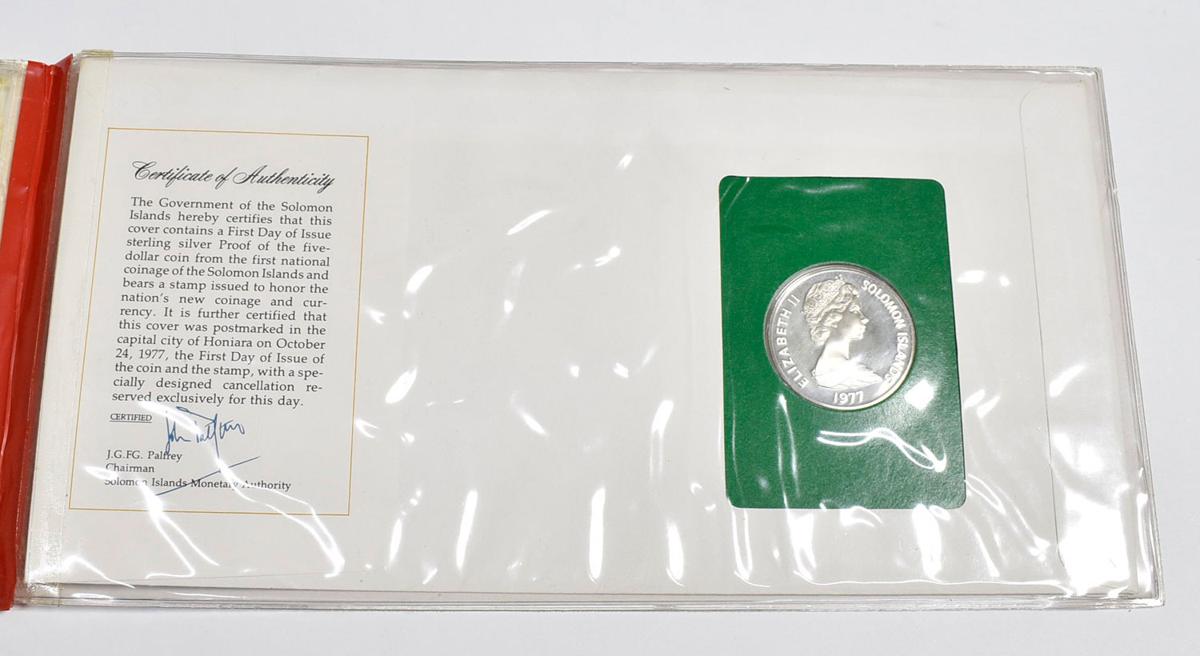 Certificate of Authenticity
The Government of the Solomon
Islands hereby certifies that this
cover contains a First Day of Issue
sterling silver Proof of the five-
dollar coin from the first national
coinage of the Solomon Islands and
bears a stamp issued to honor the
nation's new coinage and cur-
rency. It is further certified that
this cover was postmarked in the
capital city of Honiara on October
24, 1977, the First Day of Issue of
the coin and the stamp, with a spe-
cially designed cancellation re-
served exclusively for this day.
CERTIFIED
J.G.FG. Palfrey
Chairman
Solomon Islands Monetary Authority
ELIZABETH II
SOLOMON ISLANDS
1977